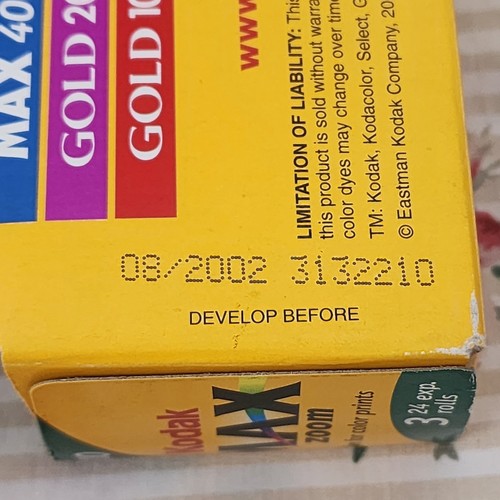 MAX 40
GOLD 20
GOLD 10
www
LIMITATION OF LIABILITY: This
this product is sold without warra
color dyes may change over time
TM: Kodak, Kodacolor, Select, G
© Eastman Kodak Company, 20
08/2002 3132210
DEVELOP BEFORE
Kodak
MAX
zoom
for color prints
3 24 exp.
rolls